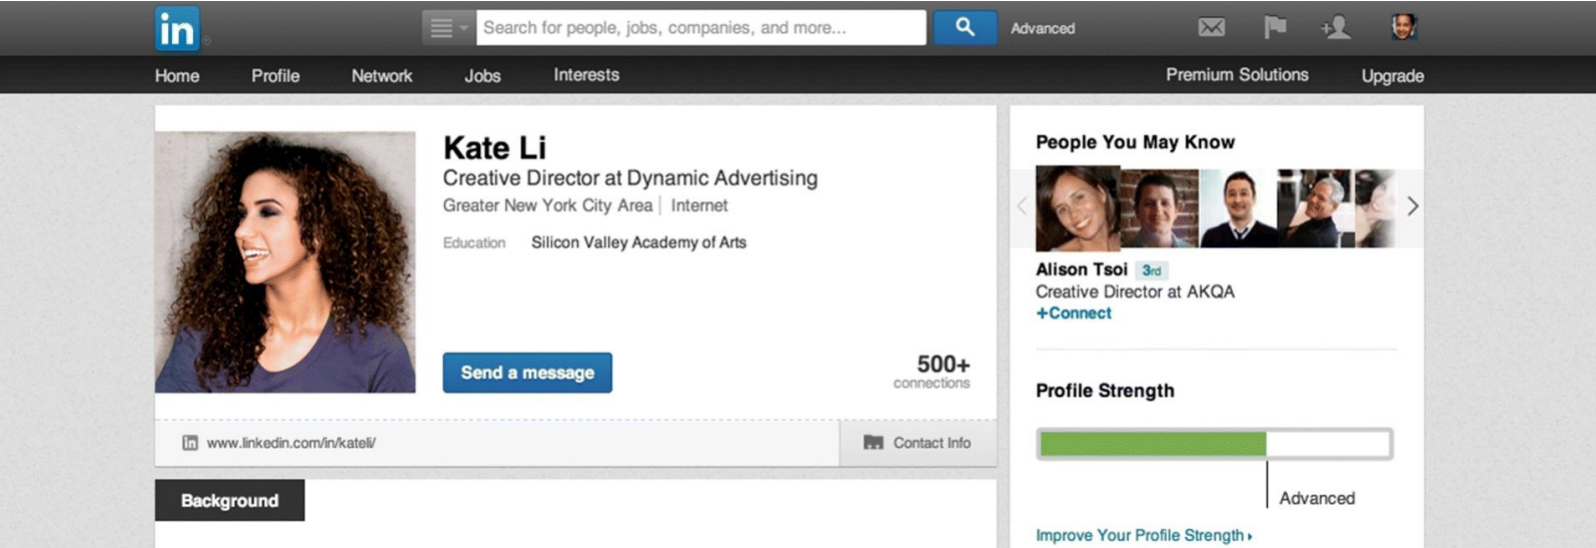 in
Search for people, jobs, companies, and more...
Advanced
Home
Profile
Network
Jobs
Interests
Premium Solutions
Upgrade
Kate Li
Creative Director at Dynamic Advertising
Greater New York City Area | Internet
Education Silicon Valley Academy of Arts
Send a message
500+
connections
www.linkedin.com/in/kateli/
Contact Info
Background
People You May Know
Alison Tsoi 3rd
Creative Director at AKQA
+Connect
Profile Strength
Advanced
Improve Your Profile Strength